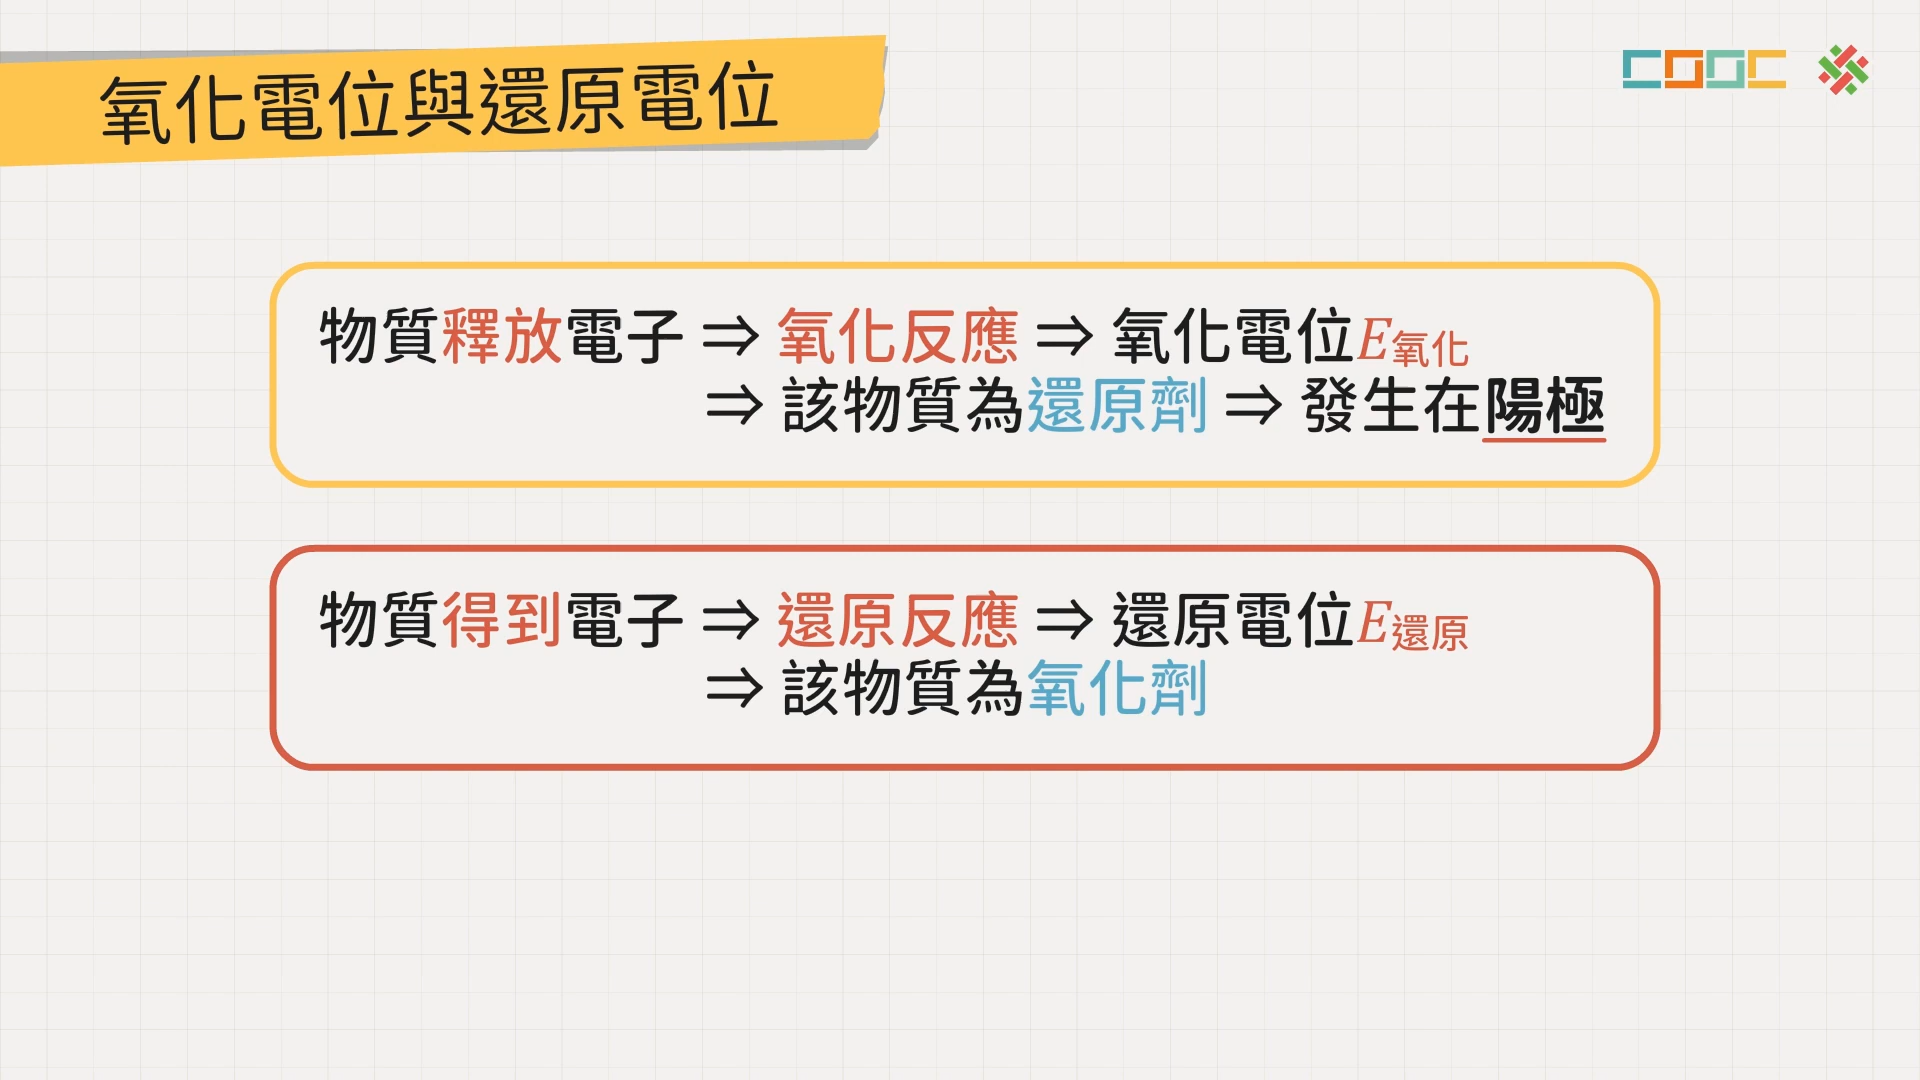 氧化電位與還原電位
COOC
物質釋放電子 ⇒ 氧化反應 ⇒ 氧化電位E氧化
⇒ 該物質為還原劑 ⇒ 發生在陽極
物質得到電子 ⇒ 還原反應 ⇒ 還原電位E還原
⇒ 該物質為氧化劑